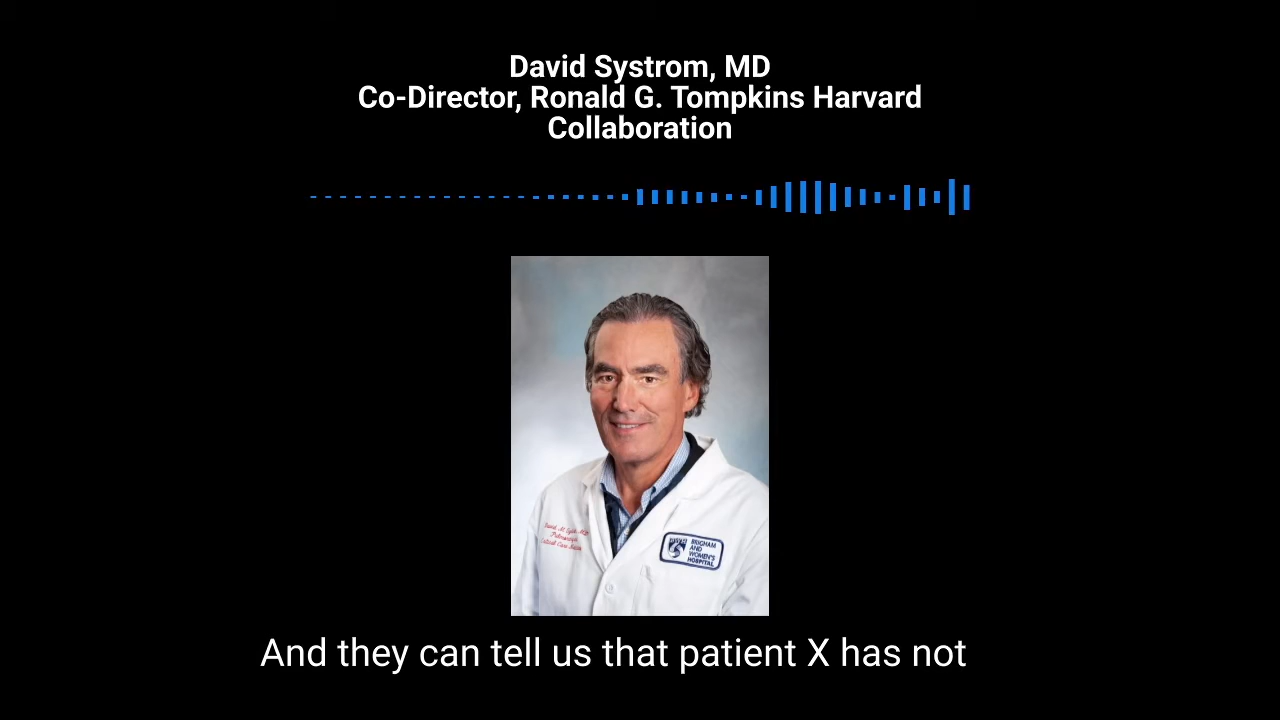 David Systrom, MD
Co-Director, Ronald G. Tompkins Harvard
Collaboration
BRIGHAM
AND
WOMEN'S
HOSPITAL
And they can tell us that patient X has not